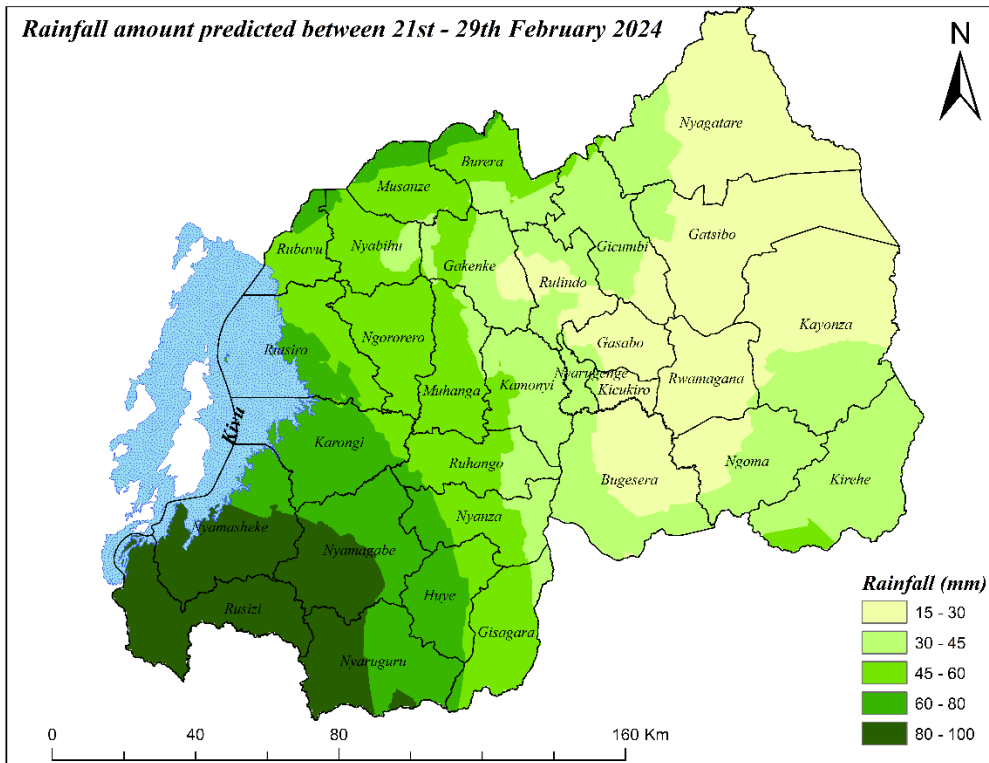 Rainfall amount predicted between 21st - 29th February 2024
N
Nyagatare
Burera
Musanze
Gatsibo
Rubavu
Nyabihu
Gakenke
Gicumbi
Rulindo
Kayonza
Rutsiro
Ngororero
Gasabo
Nyarugenge
Kicukiro
Rwamagana
Muhanga
Kamonyi
Kivu
Karongi
Ruhango
Bugesera
Ngoma
Kirehe
Nyamasheke
Nyamagabe
Nyanza
Huye
Rusizi
Gisagara
Nyaruguru
Rainfall (mm)
15 - 30
30 - 45
45 - 60
60 - 80
80 - 100
0 40 80 160 Km